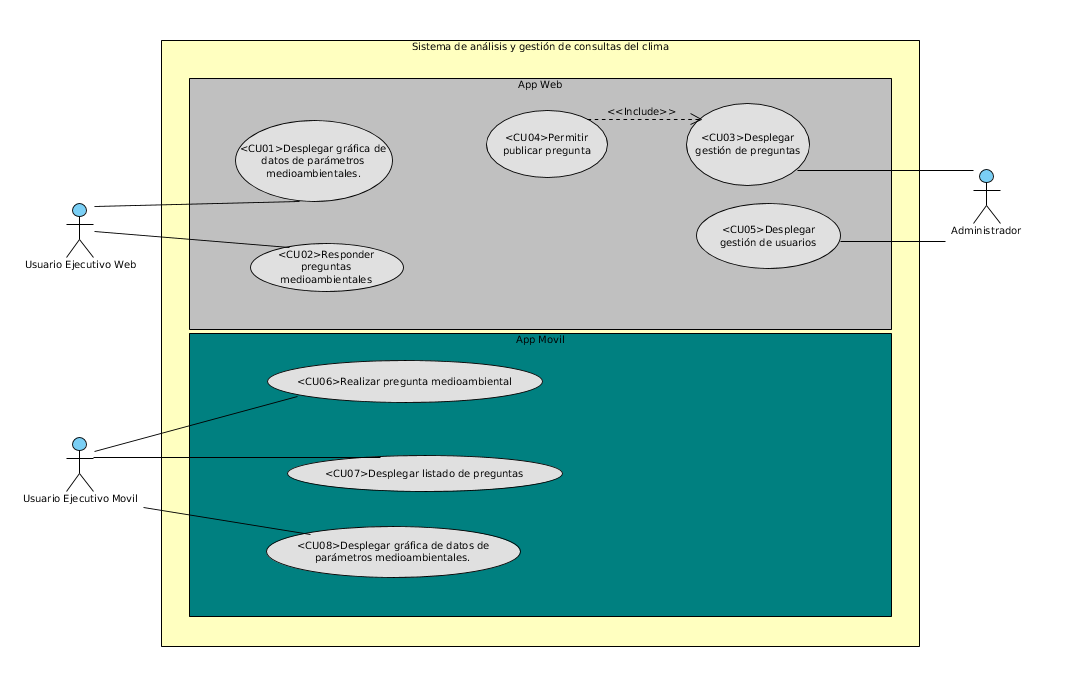 Sistema de análisis y gestión de consultas del clima
App Web
<<Include>>
<CU01>Desplegar gráfica de
datos de parámetros
medioambientales.
<CU04>Permitir
publicar pregunta
<CU03>Desplegar
gestión de preguntas
<CU05>Desplegar
gestión de usuarios
Administrador
Usuario Ejecutivo Web
<CU02>Responder
preguntas
medioambientales
App Movil
<CU06>Realizar pregunta medioambiental
<CU07>Desplegar listado de preguntas
Usuario Ejecutivo Movil
<CU08>Desplegar gráfica de datos de
parámetros medioambientales.